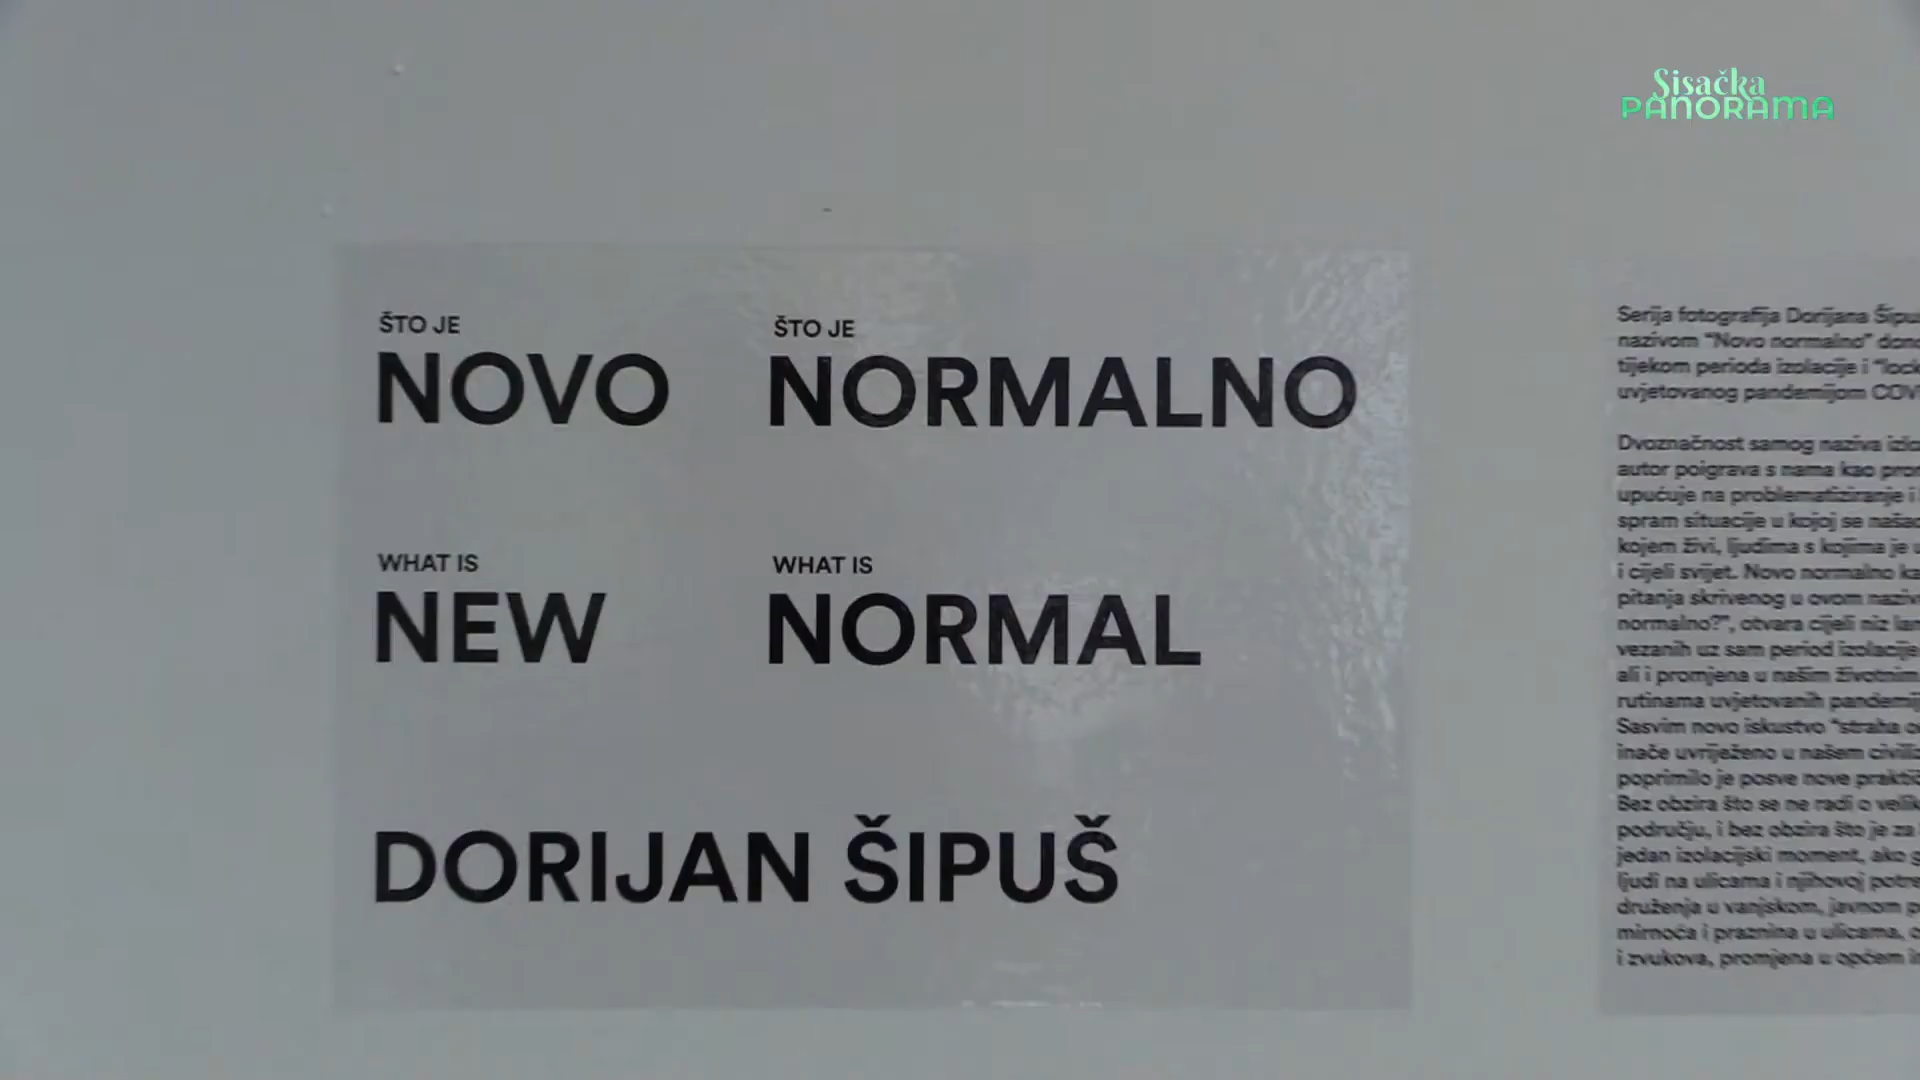 Sisačka
PANORAMA
ŠTO JE
NOVO
ŠTO JE
NORMALNO
WHAT IS
NEW
WHAT IS
NORMAL
DORIJAN ŠIPUŠ
Serija fotografija Dorijana
nazivom "Novo normalno"
tijekom perioda izolacije i
uvjetovanog pandemijom
Dvoznačnost samog naziva
autor poigrava s nama kao
upućuje na problematiziranje i
spram situacije u kojoj se
kojem živi, ljudima s kojima je
i cijeli svijet. Novo normalno
pitanja skrivenog u ovom
normalno?", otvara cijeli niz
vezanih uz sam period izolacije
ali i promjena u našim
rutinama uvjetovanih
Sasvim novo iskustvo "straha
inače uvriježeno u našem
poprimilo je posve nove
Bez obzira što se ne radi o
području, i bez obzira što je za
jedan izolacijski moment, ako
ljudi na ulicama i njihovoj
druženja u vanjskom, javnom
mirnoća i praznina u ulicama,
i zvukova, promjena u općem